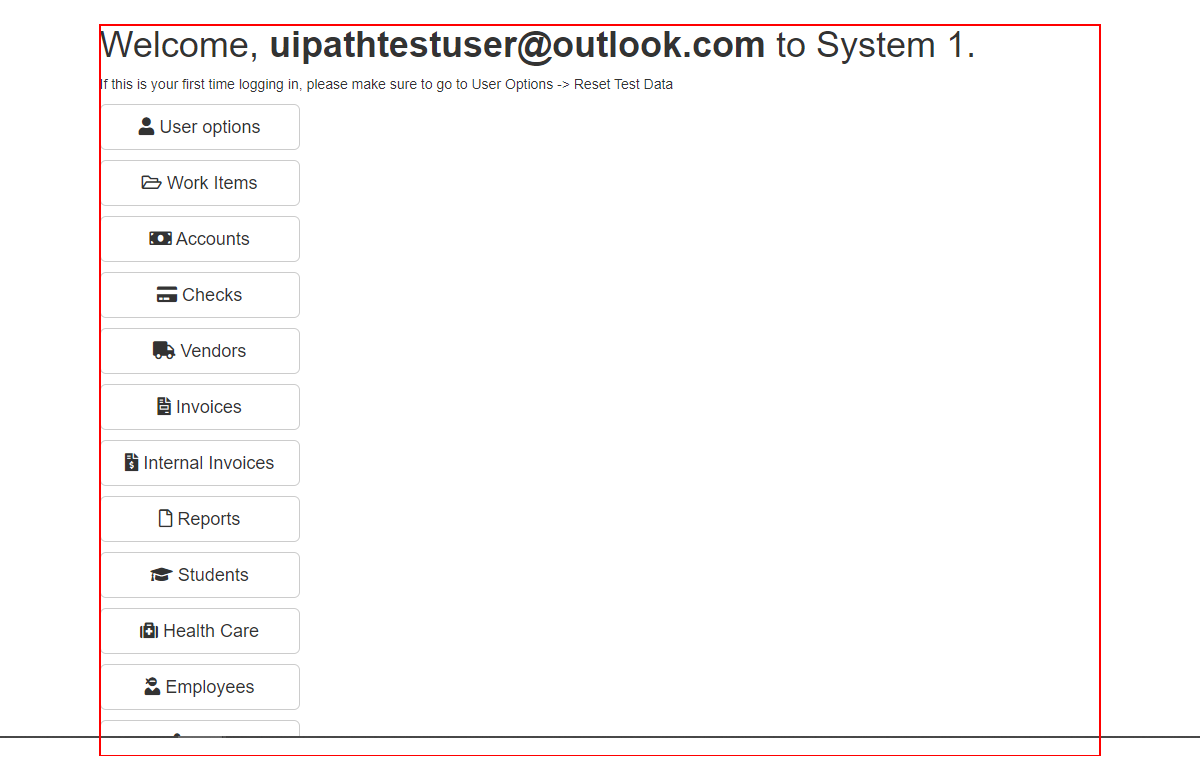 Welcome, uipathtestuser@outlook.com to System 1.
If this is your first time logging in, please make sure to go to User Options -> Reset Test Data
User options
Work Items
Accounts
Checks
Vendors
Invoices
Internal Invoices
Reports
Students
Health Care
Employees